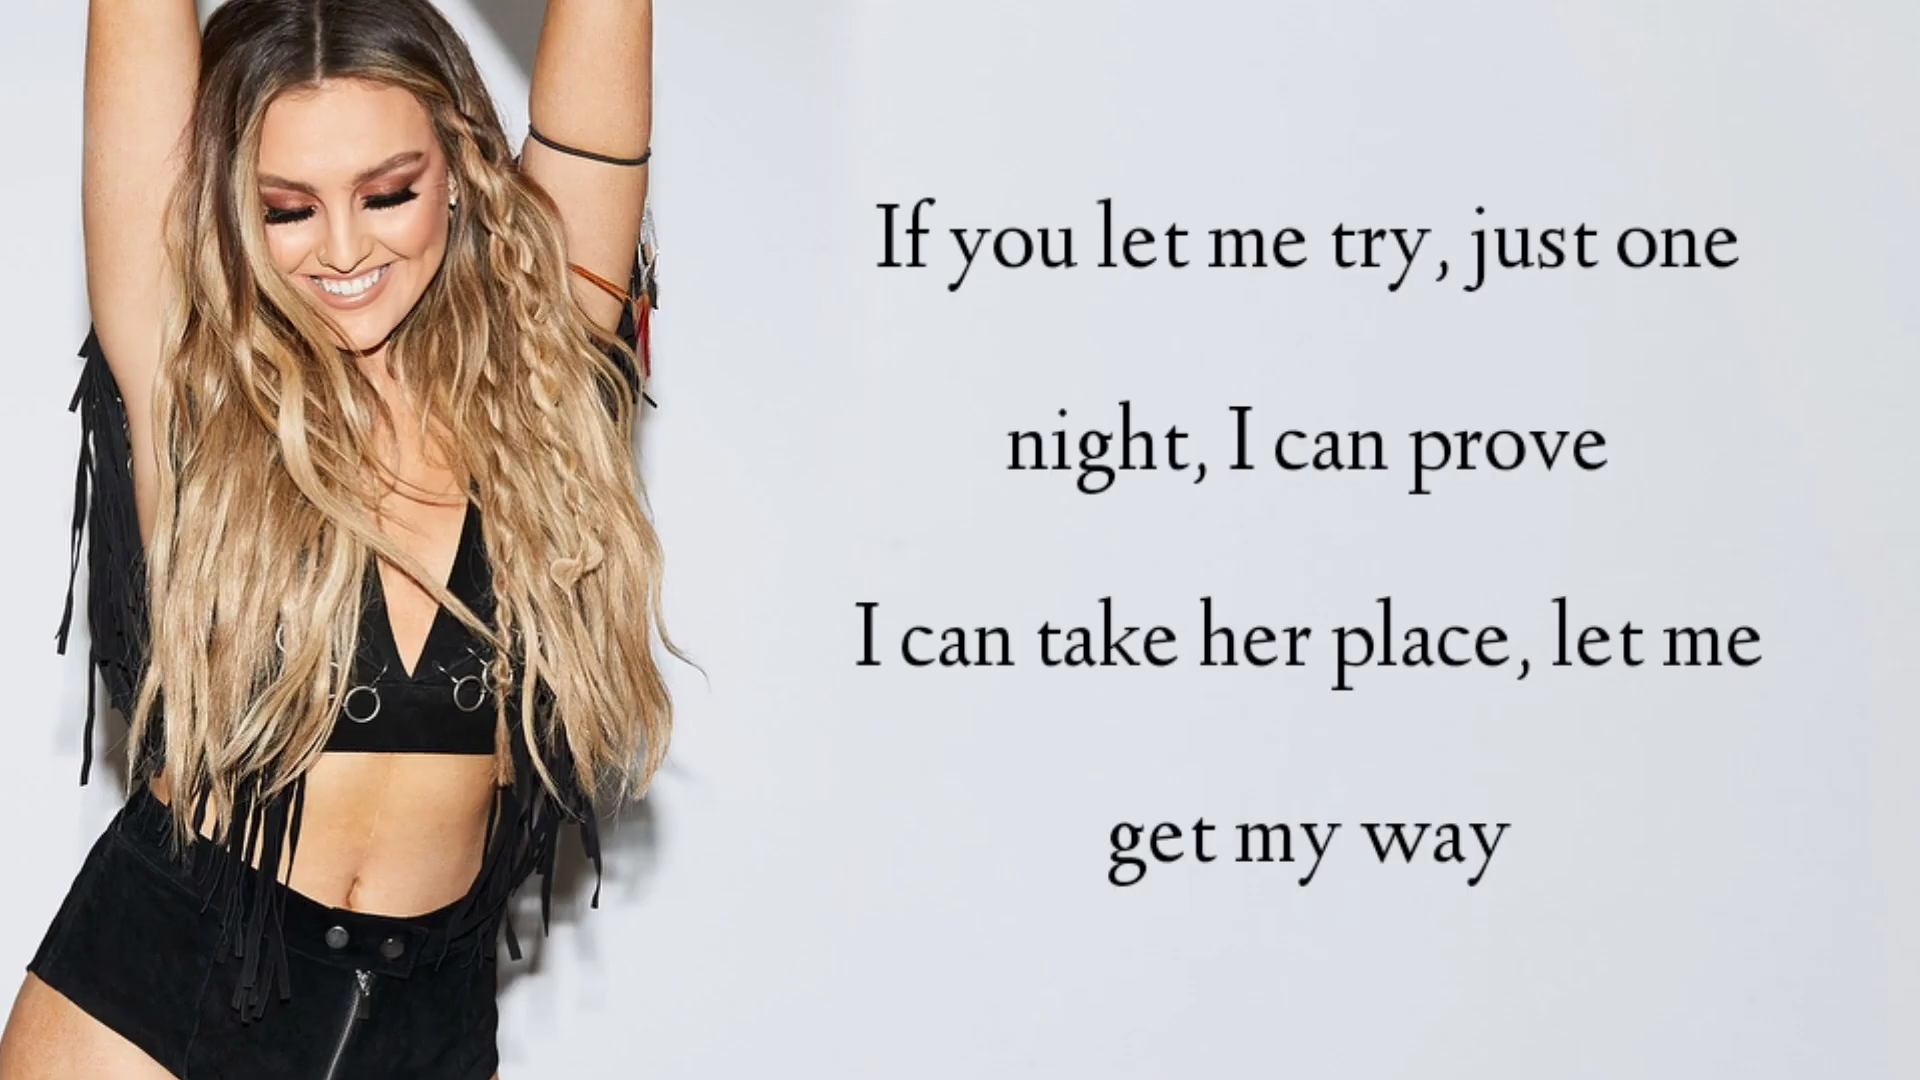 If you let me try, just one
night, I can prove
I can take her place, let me
get my way